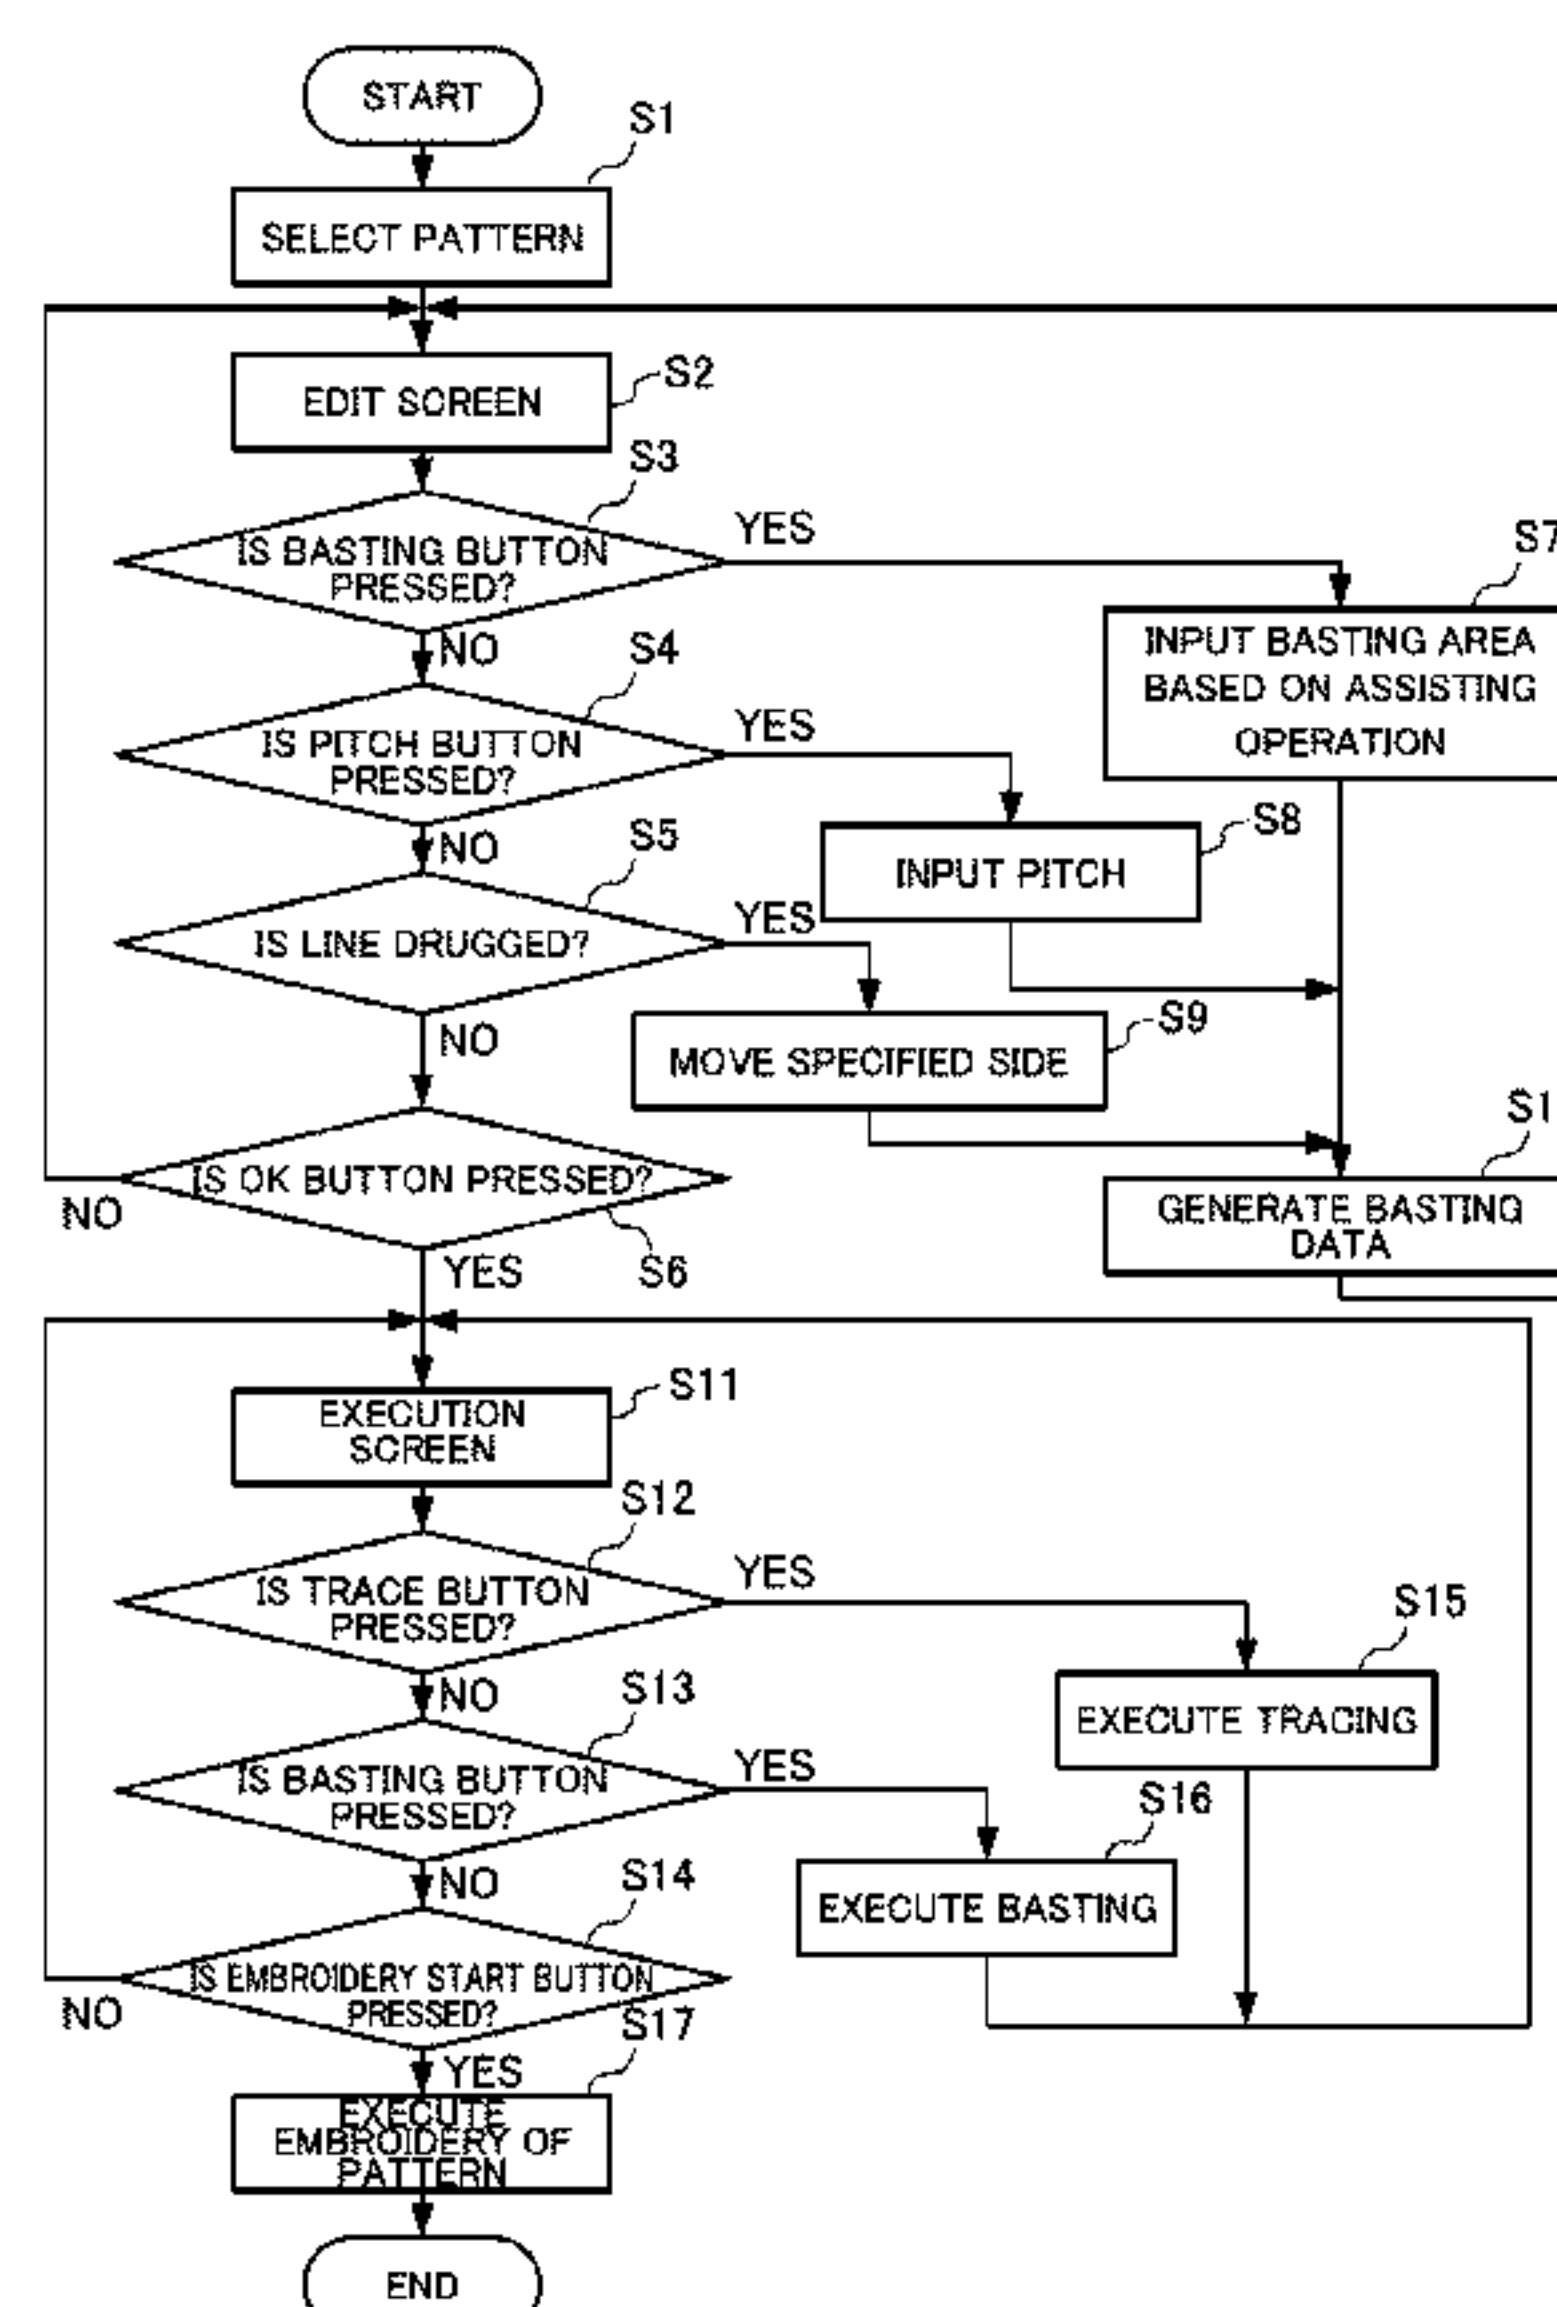 START
S1
SELECT PATTERN
EDIT SCREEN
S2
S3
IS BASTING BUTTON
PRESSED?
YES
NO
S7
INPUT BASTING AREA
BASED ON ASSISTING
OPERATION
S4
IS PITCH BUTTON
PRESSED?
YES
NO
S8
INPUT PITCH
S5
IS LINE DRUGGED?
YES
NO
S9
MOVE SPECIFIED SIDE
IS OK BUTTON PRESSED?
NO
YES
S6
S1
GENERATE BASTING
DATA
EXECUTION
SCREEN
S11
S12
IS TRACE BUTTON
PRESSED?
YES
NO
S15
EXECUTE TRACING
S13
IS BASTING BUTTON
PRESSED?
YES
NO
S16
EXECUTE BASTING
S14
IS EMBROIDERY START BUTTON
PRESSED?
NO
YES
S17
EXECUTE
EMBROIDERY OF
PATTERN
END